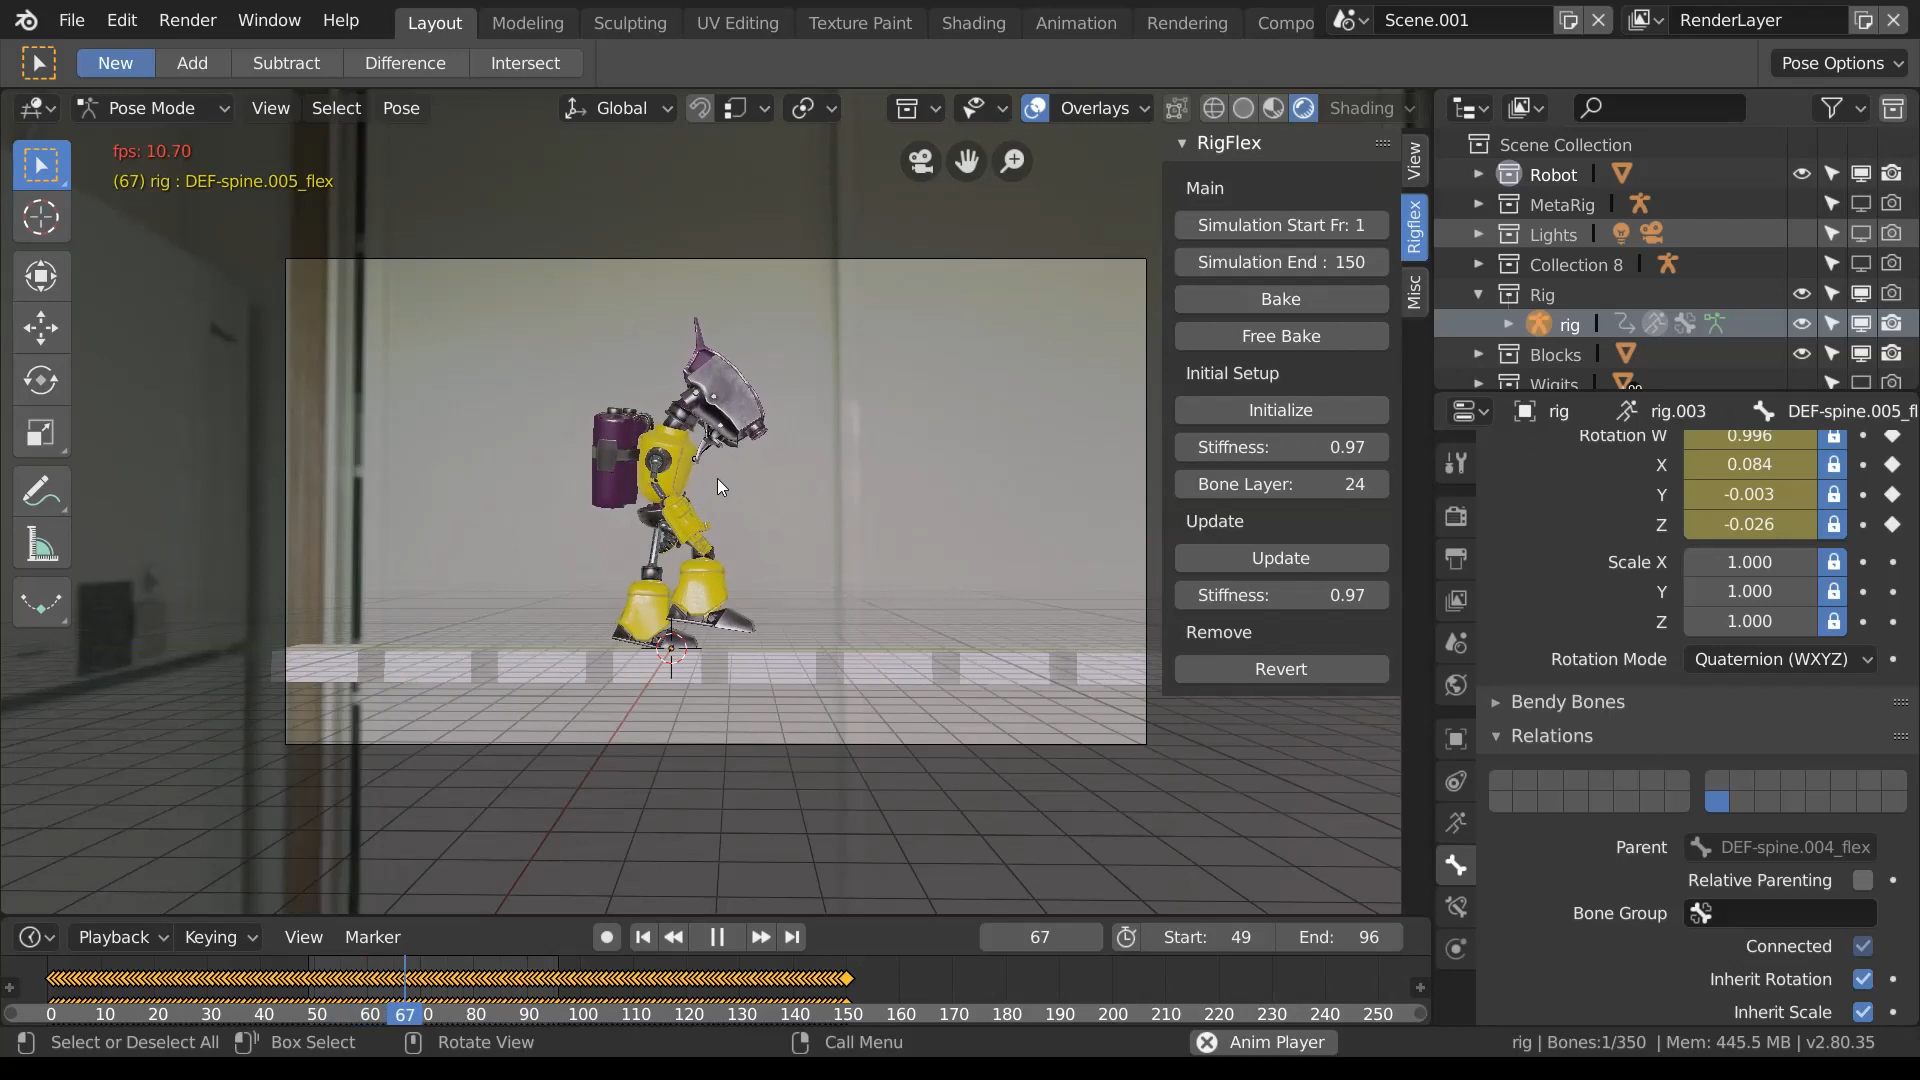 File Edit Render Window Help Layout Modeling Sculpting UV Editing Texture Paint Shading Animation Rendering Compo Scene.001 RenderLayer
New Add Subtract Difference Intersect Pose Options
Pose Mode View Select Pose Global Overlays Shading
fps: 10.70
(67) rig : DEF-spine.005_flex
RigFlex
Main
Simulation Start Fr: 1
Simulation End : 150
Bake
Free Bake
Initial Setup
Initialize
Stiffness: 0.97
Bone Layer: 24
Update
Update
Stiffness: 0.97
Remove
Revert
View
Rigflex
Misc
Scene Collection
Robot
MetaRig
Lights
Collection 8
Rig
rig
Blocks
Wigits
rig rig.003 DEF-spine.005_fl
Rotation W 0.996
X 0.084
Y -0.003
Z -0.026
Scale X 1.000
Y 1.000
Z 1.000
Rotation Mode Quaternion (WXYZ)
Bendy Bones
Relations
Parent DEF-spine.004_flex
Relative Parenting
Bone Group
Connected
Inherit Rotation
Inherit Scale
Playback Keying View Marker 67 Start: 49 End: 96
0 10 20 30 40 50 60 67 0 80 90 100 110 120 130 140 150 160 170 180 190 200 210 220 230 240 250
Select or Deselect All Box Select Rotate View Call Menu Anim Player rig | Bones:1/350 | Mem: 445.5 MB | v2.80.35